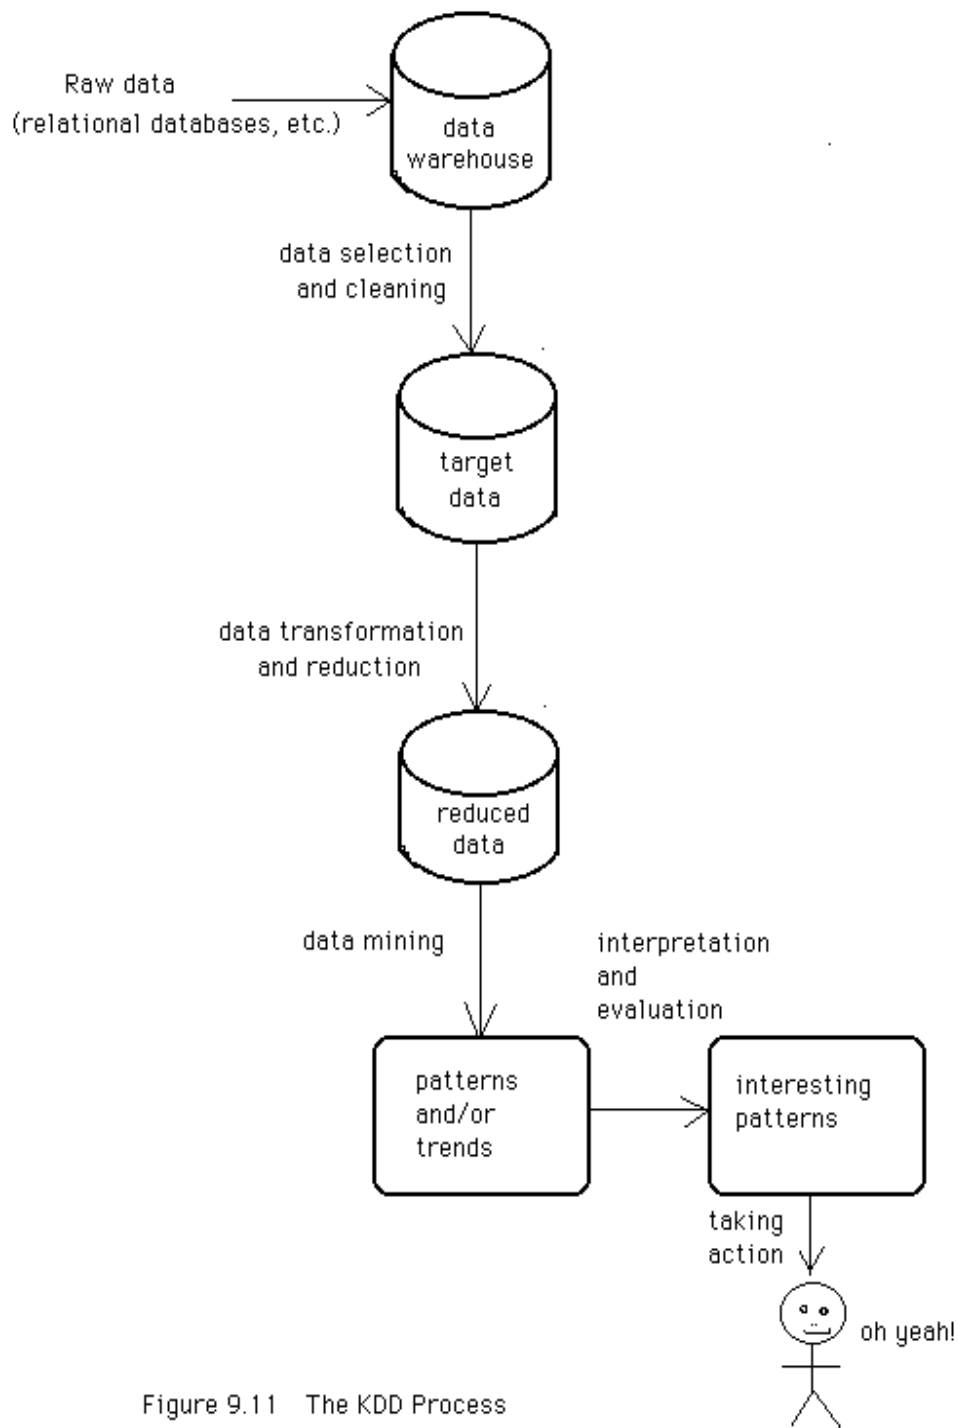 Raw data
(relational databases, etc.)
data
warehouse
data selection
and cleaning
target
data
data transformation
and reduction
reduced
data
data mining
interpretation
and
evaluation
patterns
and/or
trends
interesting
patterns
taking
action
oh yeah!
Figure 9.11 The KDD Process